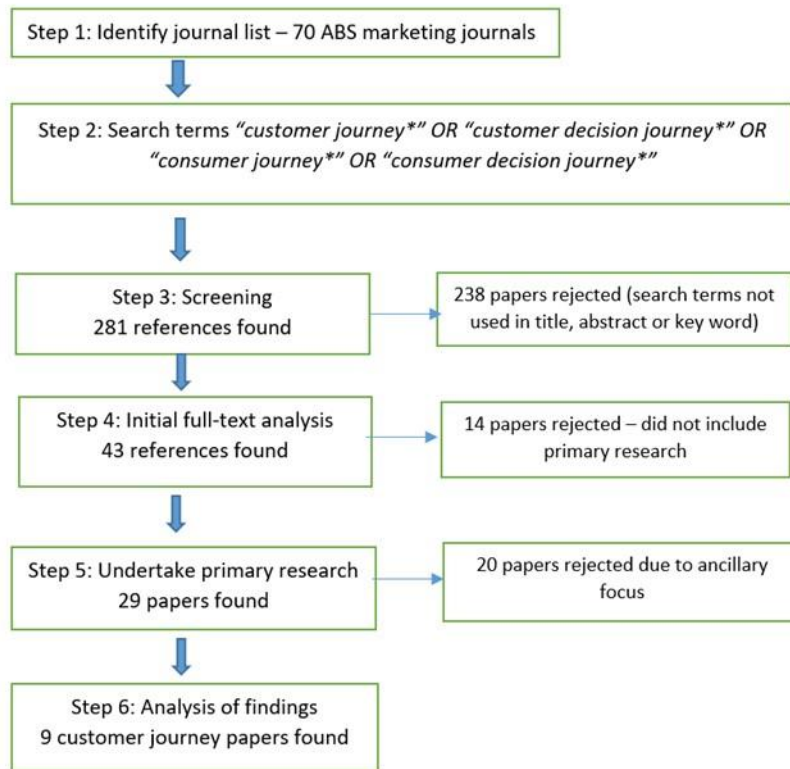 Step 1: Identify journal list – 70 ABS marketing journals
Step 2: Search terms “customer journey*” OR “customer decision journey*” OR
“consumer journey*” OR “consumer decision journey*”
Step 3: Screening
281 references found
238 papers rejected (search terms not
used in title, abstract or key word)
Step 4: Initial full-text analysis
43 references found
14 papers rejected – did not include
primary research
Step 5: Undertake primary research
29 papers found
20 papers rejected due to ancillary
focus
Step 6: Analysis of findings
9 customer journey papers found